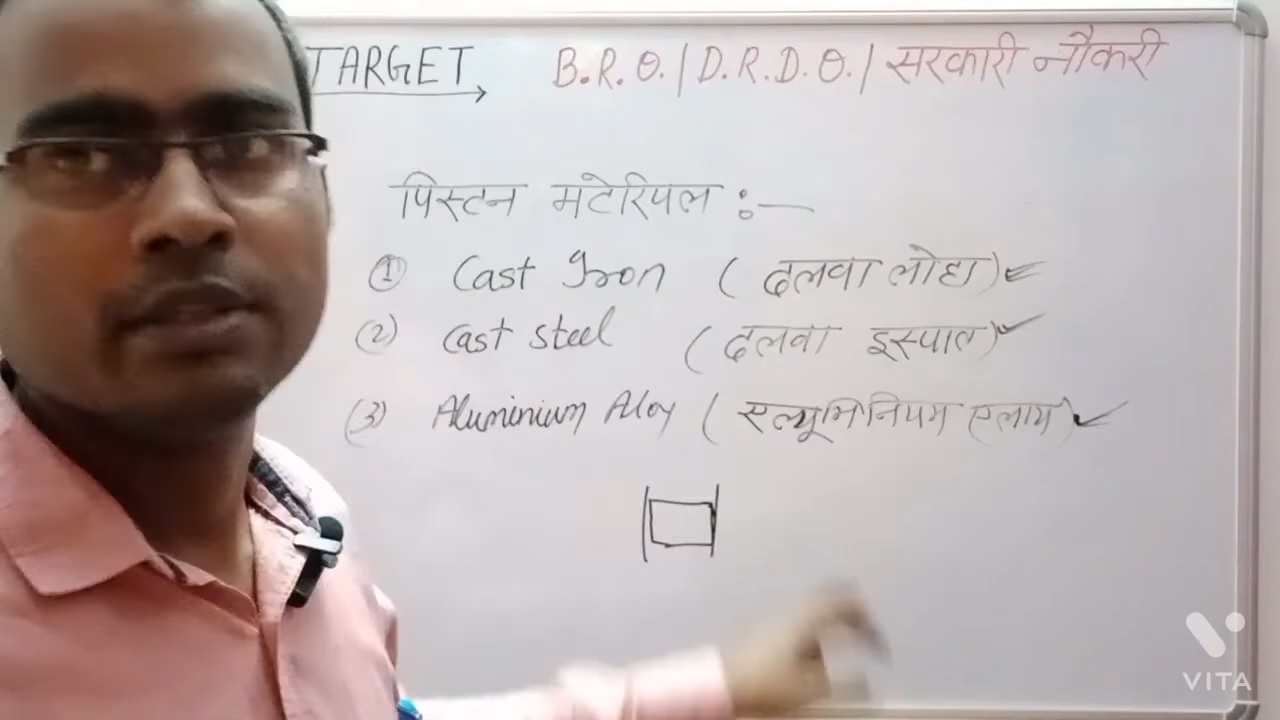 TARGET B.R.O. / D.R.D.O. / सरकारी नौकरी
पिस्टन मटेरियल :—
① Cast Iron ( ढलवा लोहा )
(2) Cast steel ( ढलवा इस्पात )
(3) Aluminium Aloy ( एल्यूमिनियम एलाय )
VITA